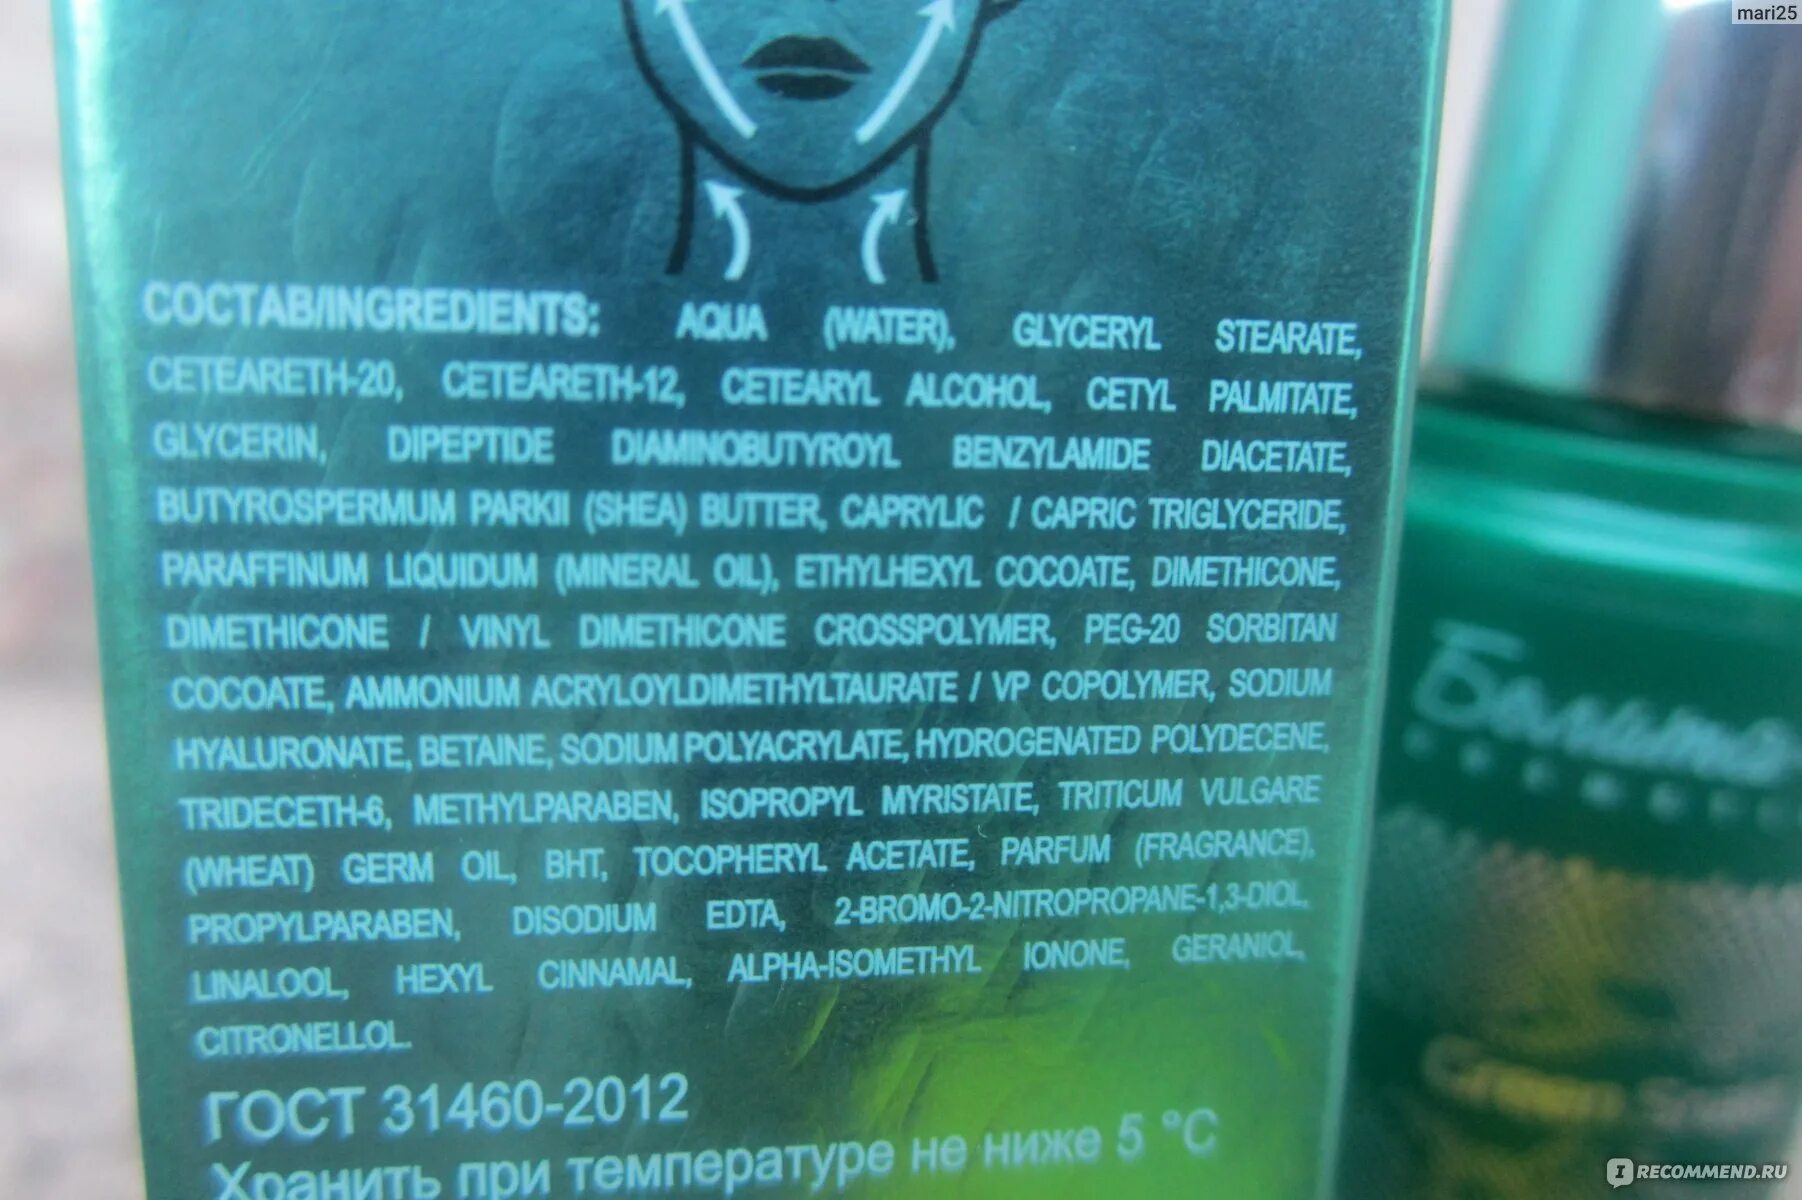 mari25
СОСТАВ/INGREDIENTS: AQUA (WATER), GLYCERYL STEARATE,
CETEARETH-20, CETEARETH-12, CETEARYL ALCOHOL, CETYL PALMITATE,
GLYCERIN, DIPEPTIDE DIAMINOBUTYROYL BENZYLAMIDE DIACETATE,
BUTYROSPERMUM PARKII (SHEA) BUTTER, CAPRYLIC / CAPRIC TRIGLYCERIDE,
PARAFFINUM LIQUIDUM (MINERAL OIL), ETHYLHEXYL COCOATE, DIMETHICONE,
DIMETHICONE / VINYL DIMETHICONE CROSSPOLYMER, PEG-20 SORBITAN
COCOATE, AMMONIUM ACRYLOYLDIMETHYLTAURATE / VP COPOLYMER, SODIUM
HYALURONATE, BETAINE, SODIUM POLYACRYLATE, HYDROGENATED POLYDECENE,
TRIDECETH-6, METHYLPARABEN, ISOPROPYL MYRISTATE, TRITICUM VULGARE
(WHEAT) GERM OIL, BHT, TOCOPHERYL ACETATE, PARFUM (FRAGRANCE),
PROPYLPARABEN, DISODIUM EDTA, 2-BROMO-2-NITROPROPANE-1,3-DIOL,
LINALOOL, HEXYL CINNAMAL, ALPHA-ISOMETHYL IONONE, GERANIOL,
CITRONELLOL.
ГОСТ 31460-2012
Хранить при температуре не ниже 5 °C
IRECOMMEND.RU